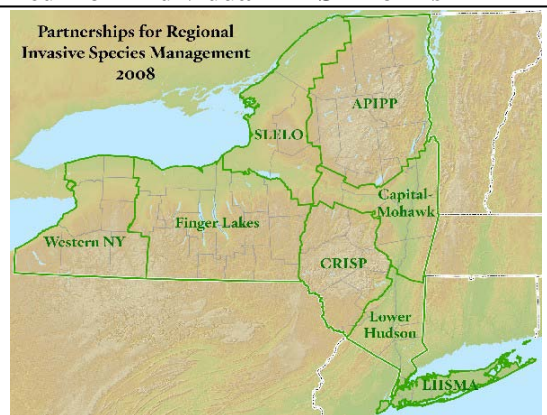 Partnerships for Regional
Invasive Species Management
2008
APIPP
SLELO
Capital-
Mohawk
Finger Lakes
Western NY
CRISP
Lower
Hudson
LIISMA